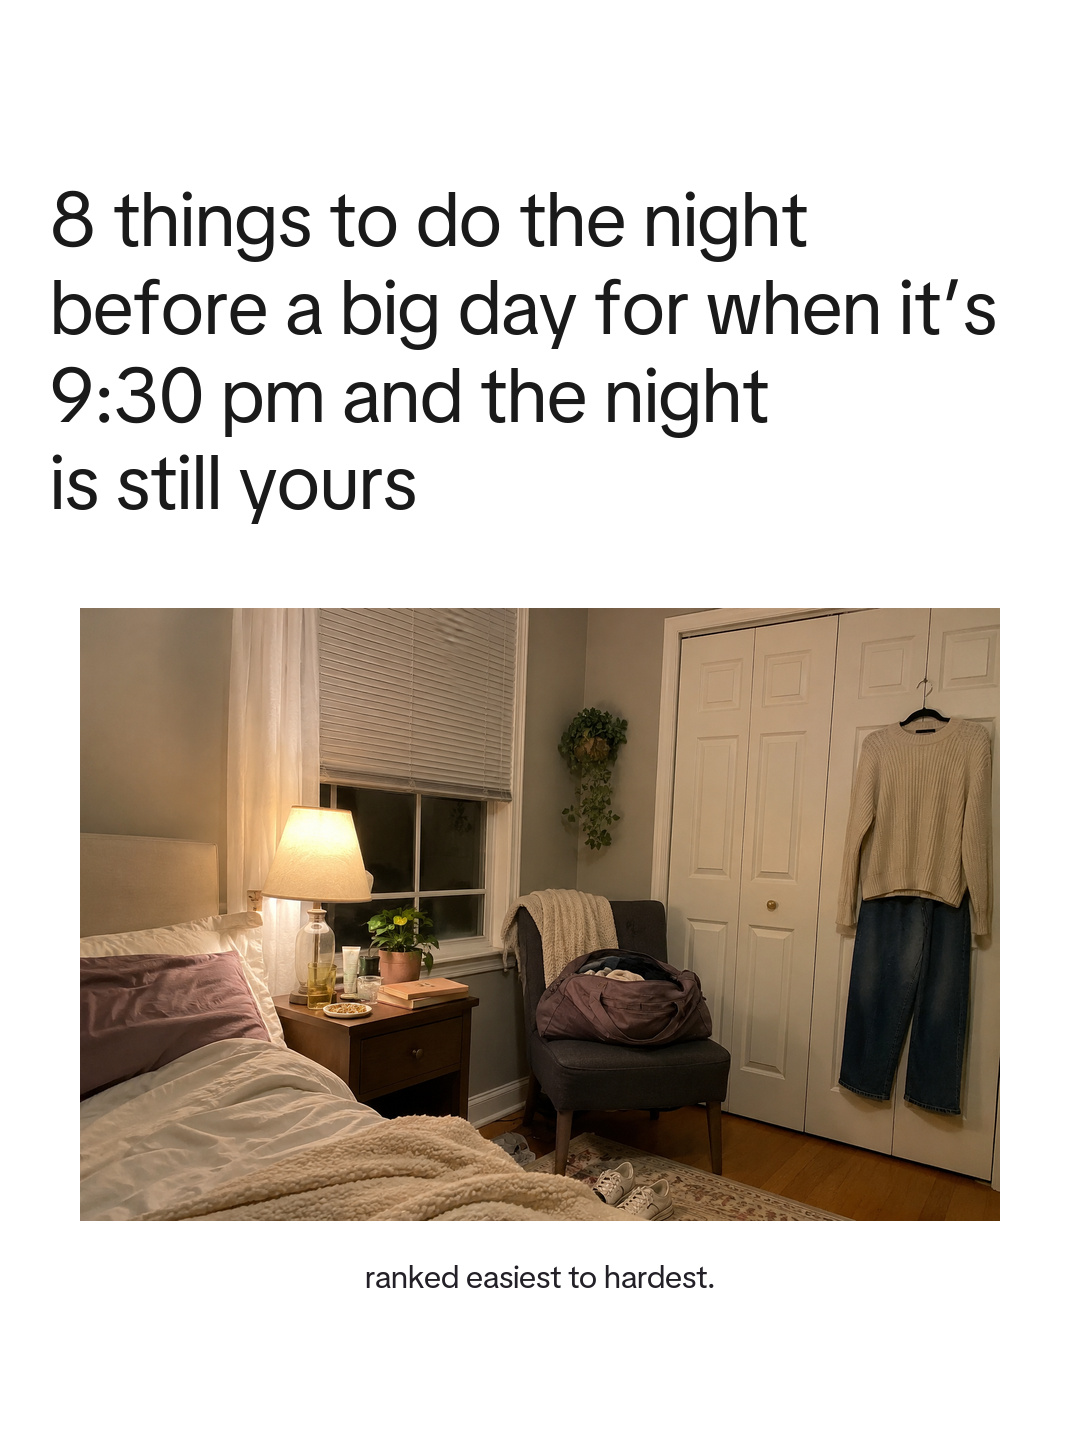 8 things to do the night
before a big day for when it’s
9:30 pm and the night
is still yours
ranked easiest to hardest.